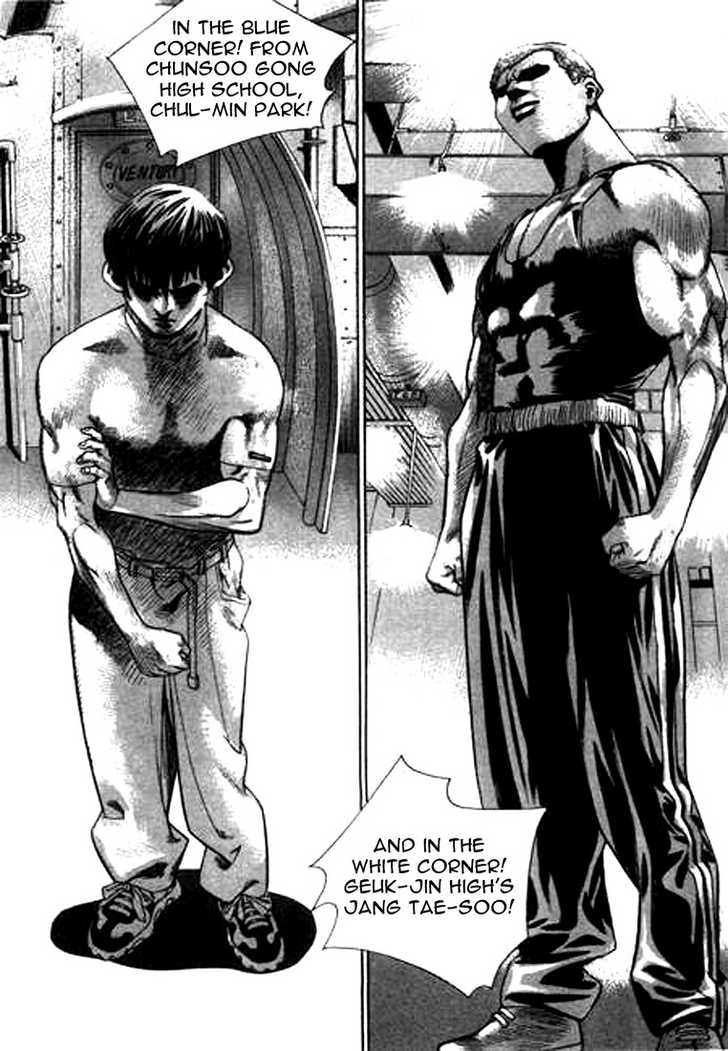 IN THE BLUE
CORNER! FROM
CHUNSOO GONG
HIGH SCHOOL,
CHUL-MIN PARK!
AND IN THE
WHITE CORNER!
GEUK-JIN HIGH'S
JANG TAE-SOO!